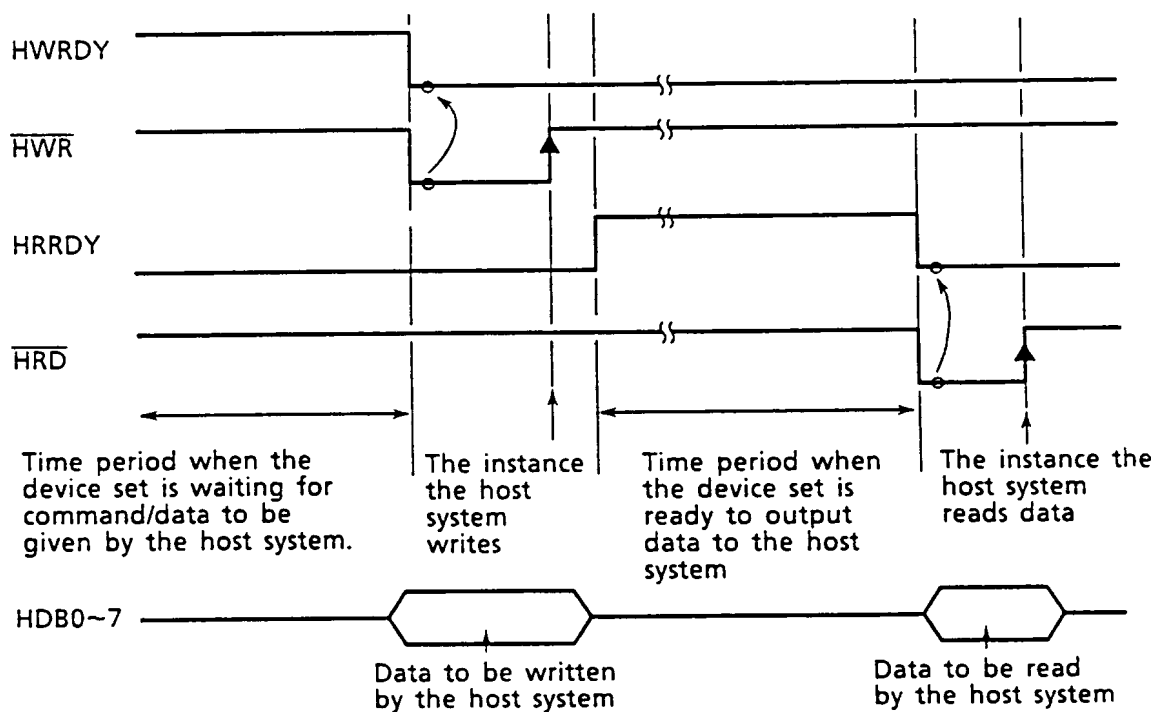 HWRDY
HWR
HRRDY
HRD
Time period when the
device set is waiting for
command/data to be
given by the host system.
The instance
the host
system
writes
Time period when
the device set is
ready to output
data to the host
system
The instance the
host system
reads data
HDB0~7
Data to be written
by the host system
Data to be read
by the host system